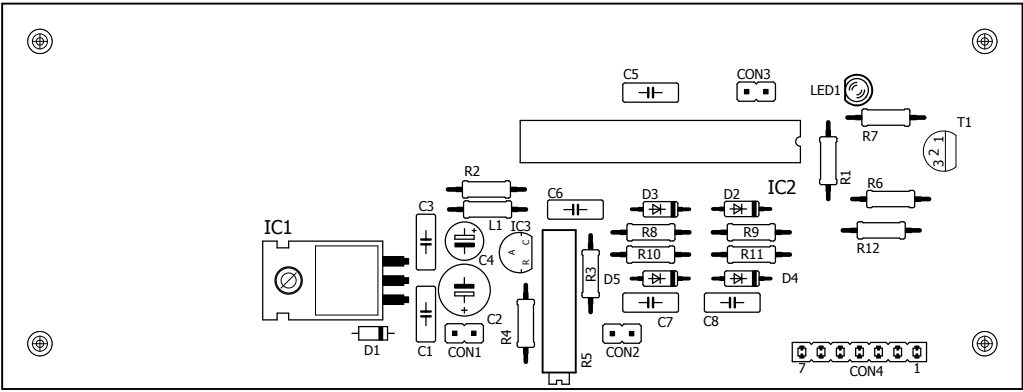 C5
CON3
LED1
R7
T1
3 2 1
R1
R2
C6
D3
D2
IC2
R6
L1
C3
IC3
IC1
R8
R9
R12
A
R
C
C4
R10
R11
R3
D5
D4
C2
C7
C8
R4
D1
C1
CON1
R5
CON2
7
CON4
1
+
+